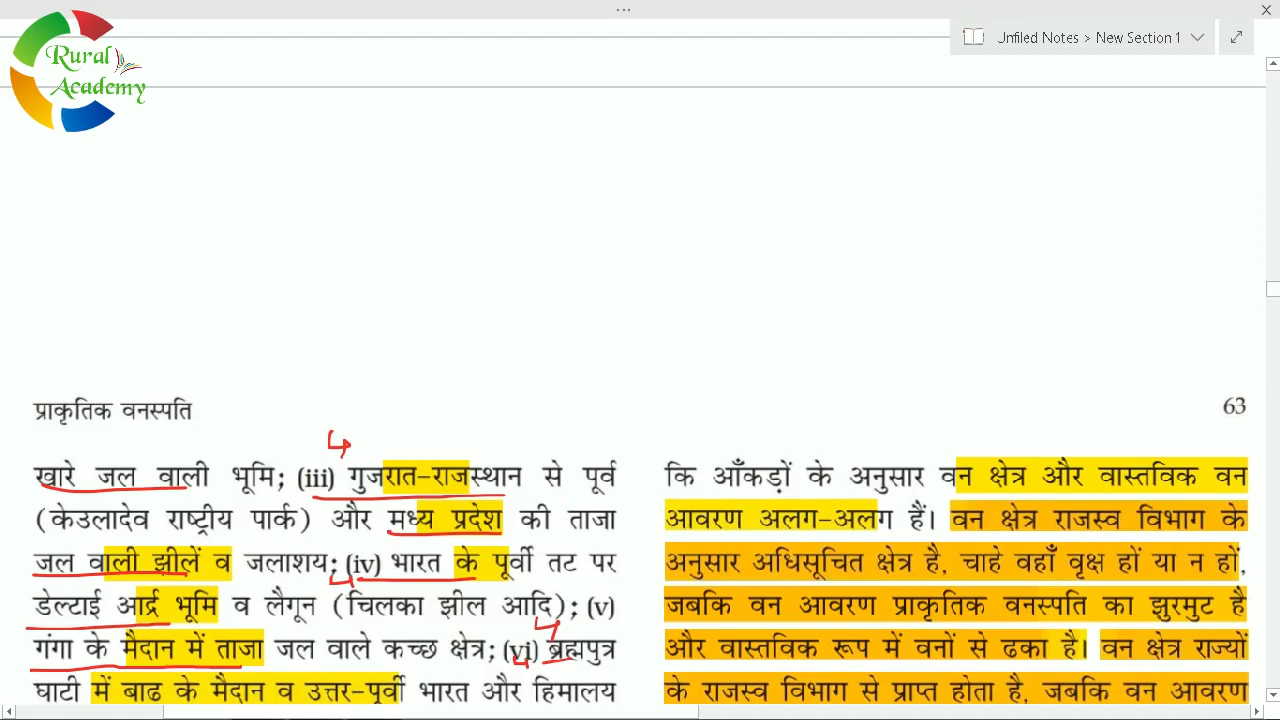 Rural
Academy
Jnfiled Notes > New Section 1
प्राकृतिक वनस्पति
63
खारे जल वाली भूमि; (iii) गुजरात-राजस्थान से पूर्व
(केउलादेव राष्ट्रीय पार्क) और मध्य प्रदेश की ताजा
जल वाली झीलें व जलाशय; (iv) भारत के पूर्वी तट पर
डेल्टाई आर्द्र भूमि व लैगून (चिलका झील आदि); (v)
गंगा के मैदान में ताजा जल वाले कच्छ क्षेत्र; (vi) ब्रह्मपुत्र
घाटी में बाढ के मैदान व उत्तर-पूर्वी भारत और हिमालय
कि आँकड़ों के अनुसार वन क्षेत्र और वास्तविक वन
आवरण अलग-अलग हैं। वन क्षेत्र राजस्व विभाग के
अनुसार अधिसूचित क्षेत्र है, चाहे वहाँ वृक्ष हों या न हों,
जबकि वन आवरण प्राकृतिक वनस्पति का झुरमुट है
और वास्तविक रूप में वनों से ढका है। वन क्षेत्र राज्यों
के राजस्व विभाग से प्राप्त होता है, जबकि वन आवरण